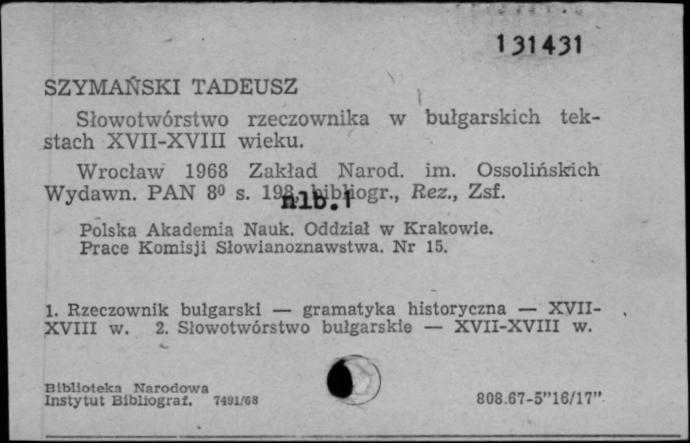 131431
SZYMAŃSKI TADEUSZ
Słowotwórstwo rzeczownika w bułgarskich tek-
stach XVII-XVIII wieku.
Wrocław 1968 Zakład Narod. im. Ossolińskich
Wydawn. PAN 8⁰ s. 198, bibliogr., Rez., Zsf.
nlb. 1
Polska Akademia Nauk. Oddział w Krakowie.
Prace Komisji Słowianoznawstwa. Nr 15.
1. Rzeczownik bułgarski — gramatyka historyczna — XVII-
XVIII w. 2. Słowotwórstwo bułgarskie — XVII-XVIII w.
Biblioteka Narodowa
Instytut Bibliograf. 7491/68
808.67-5"16/17"